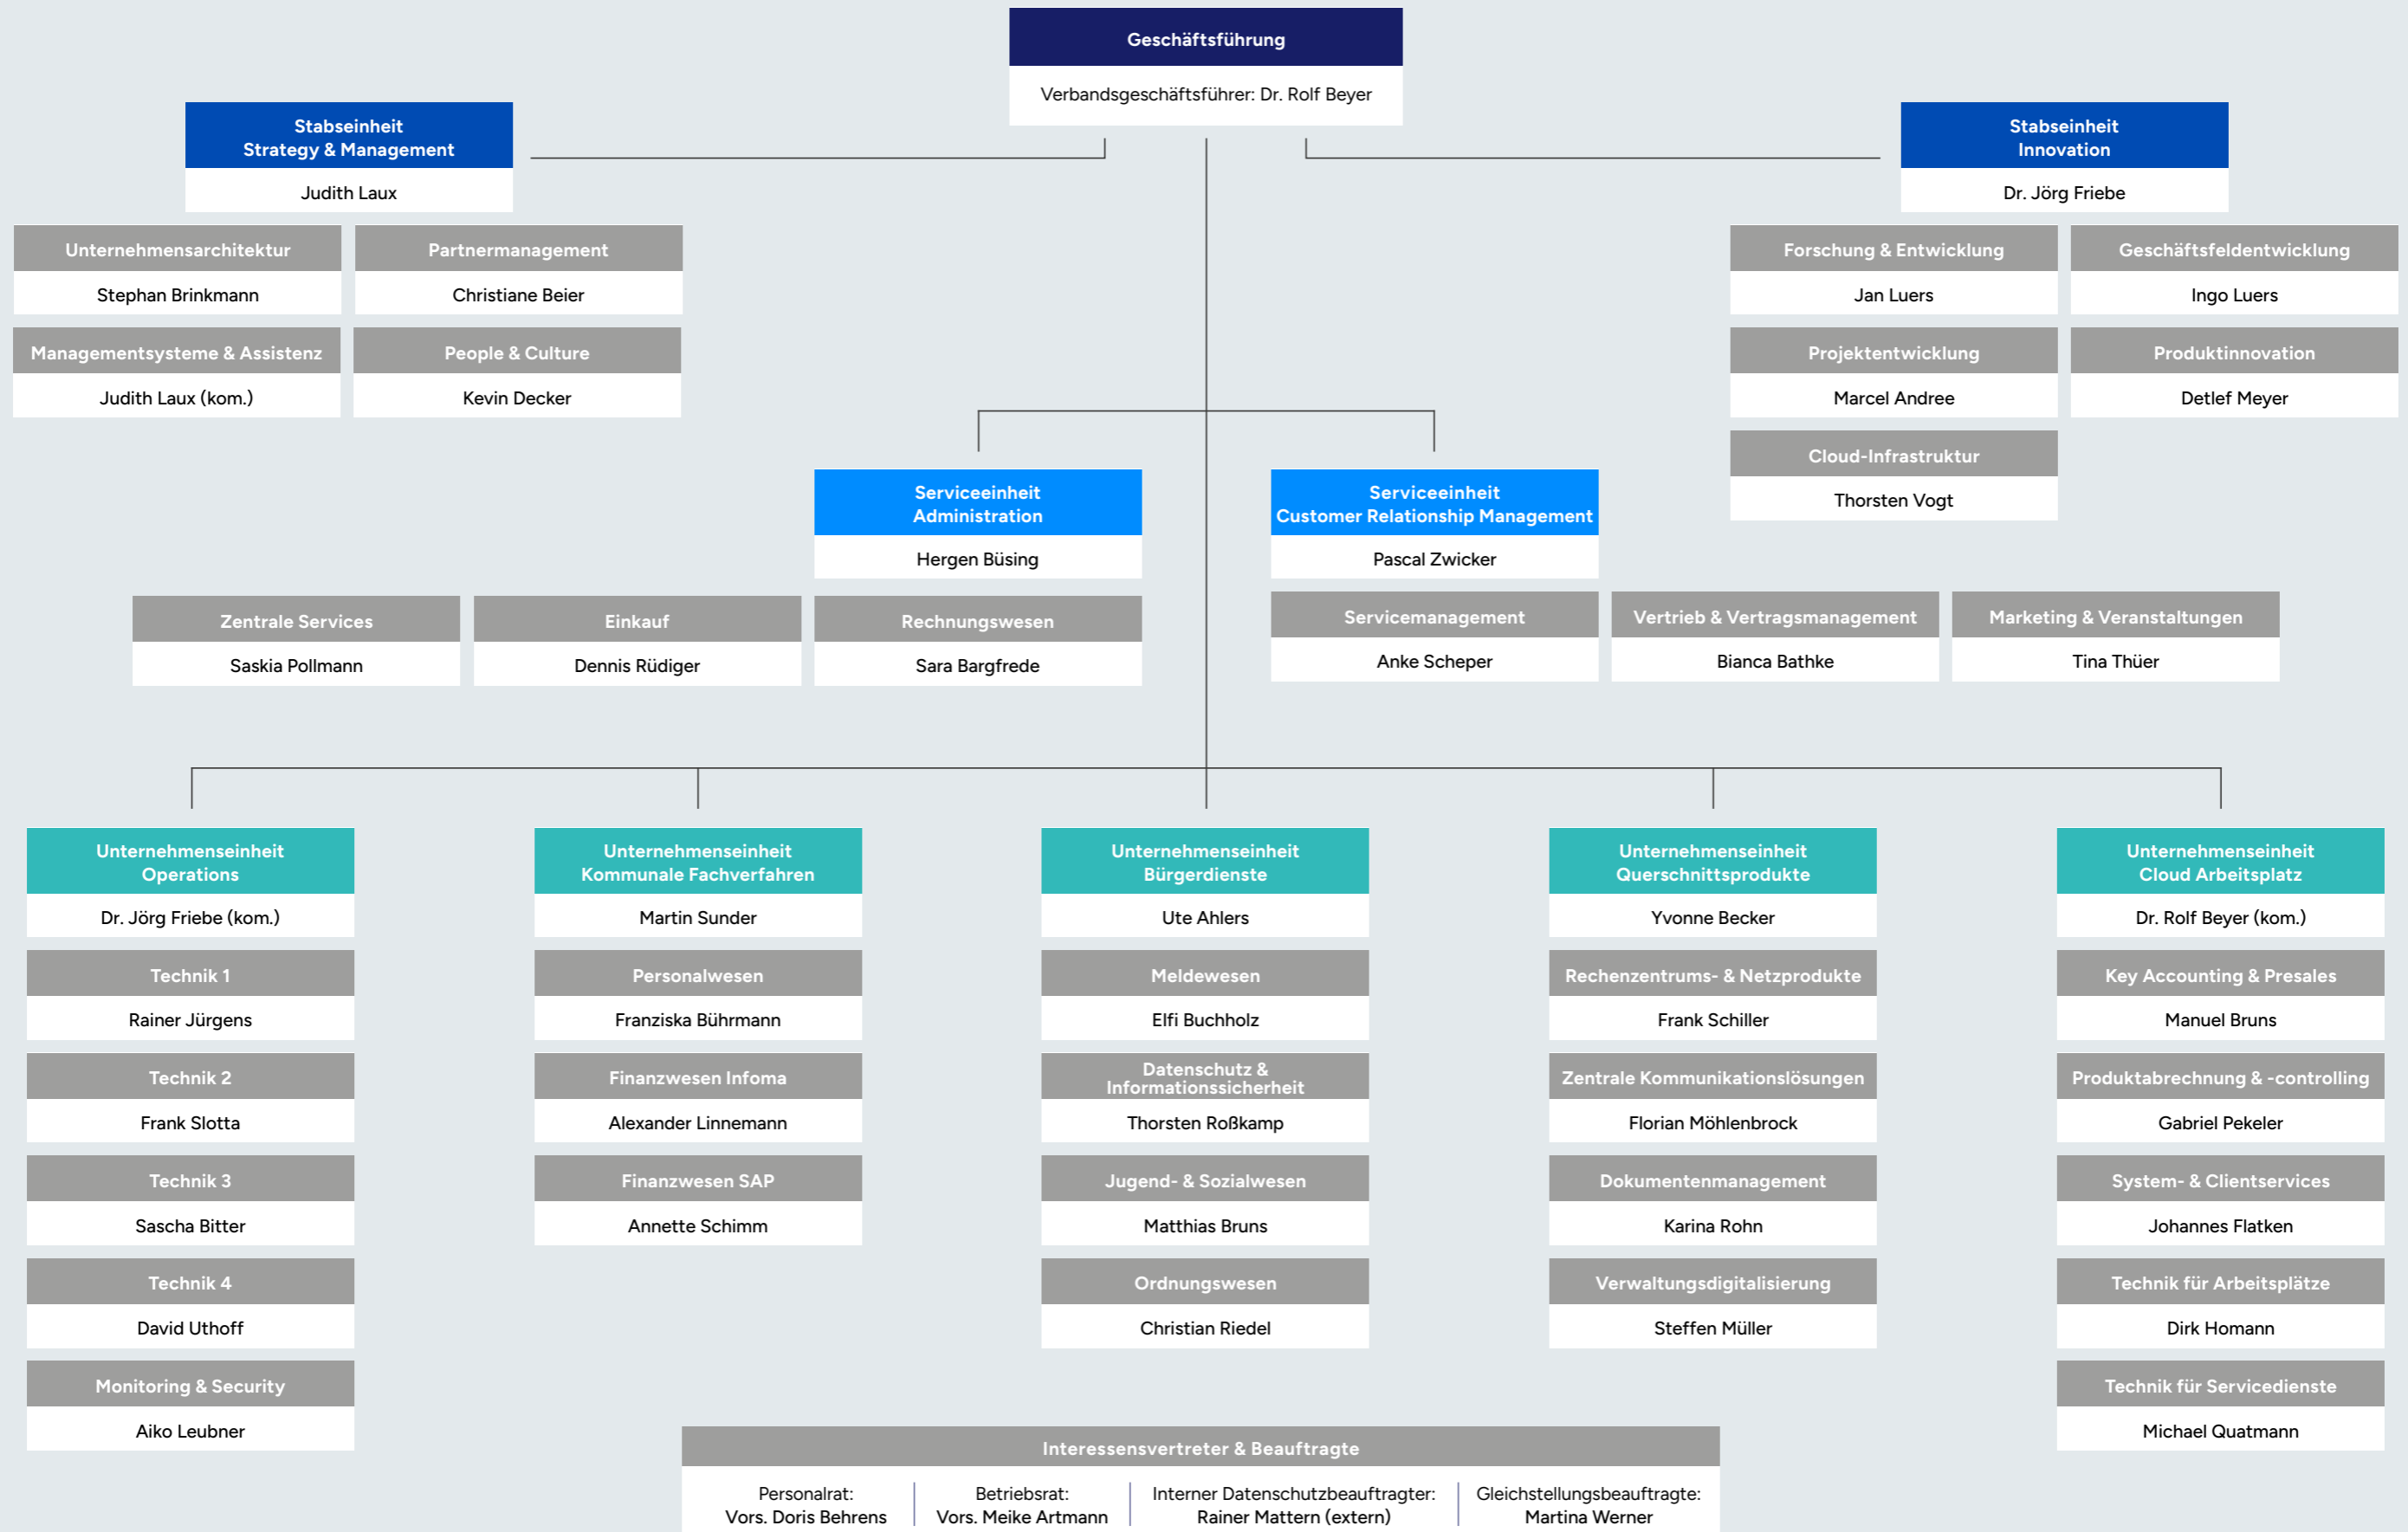 Geschäftsführung
Verbandsgeschäftsführer: Dr. Rolf Beyer
Stabseinheit
Strategy & Management
Judith Laux
Unternehmensarchitektur
Stephan Brinkmann
Partnermanagement
Christiane Beier
Managementsysteme & Assistenz
Judith Laux (kom.)
People & Culture
Kevin Decker
Stabseinheit
Innovation
Dr. Jörg Friebe
Forschung & Entwicklung
Jan Luers
Geschäftsfeldentwicklung
Ingo Luers
Projektentwicklung
Marcel Andree
Produktinnovation
Detlef Meyer
Cloud-Infrastruktur
Thorsten Vogt
Serviceeinheit
Administration
Hergen Büsing
Zentrale Services
Saskia Pollmann
Einkauf
Dennis Rüdiger
Rechnungswesen
Sara Bargfrede
Serviceeinheit
Customer Relationship Management
Pascal Zwicker
Servicemanagement
Anke Scheper
Vertrieb & Vertragsmanagement
Bianca Bathke
Marketing & Veranstaltungen
Tina Thüer
Unternehmenseinheit
Operations
Dr. Jörg Friebe (kom.)
Technik 1
Rainer Jürgens
Technik 2
Frank Slotta
Technik 3
Sascha Bitter
Technik 4
David Uthoff
Monitoring & Security
Aiko Leubner
Unternehmenseinheit
Kommunale Fachverfahren
Martin Sunder
Personalwesen
Franziska Bührmann
Finanzwesen Infoma
Alexander Linnemann
Finanzwesen SAP
Annette Schimm
Unternehmenseinheit
Bürgerdienste
Ute Ahlers
Meldewesen
Elfi Buchholz
Datenschutz &
Informationssicherheit
Thorsten Roßkamp
Jugend- & Sozialwesen
Matthias Bruns
Ordnungswesen
Christian Riedel
Unternehmenseinheit
Querschnittsprodukte
Yvonne Becker
Rechenzentrums- & Netzprodukte
Frank Schiller
Zentrale Kommunikationslösungen
Florian Möhlenbrock
Dokumentenmanagement
Karina Rohn
Verwaltungsdigitalisierung
Steffen Müller
Unternehmenseinheit
Cloud Arbeitsplatz
Dr. Rolf Beyer (kom.)
Key Accounting & Presales
Manuel Bruns
Produktabrechnung & -controlling
Gabriel Pekeler
System- & Clientservices
Johannes Flatken
Technik für Arbeitsplätze
Dirk Homann
Technik für Servicedienste
Michael Quatmann
Interessensvertreter & Beauftragte
Personalrat:
Vors. Doris Behrens
Betriebsrat:
Vors. Meike Artmann
Interner Datenschutzbeauftragter:
Rainer Mattern (extern)
Gleichstellungsbeauftragte:
Martina Werner